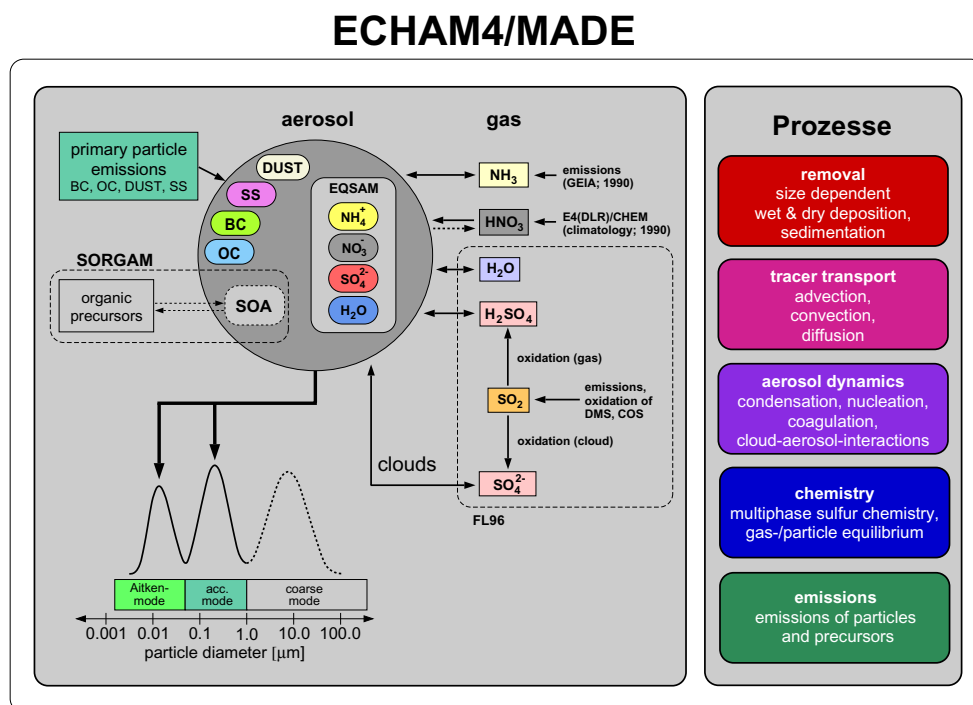 ECHAM4/MADE
aerosol
gas
primary particle
emissions
BC, OC, DUST, SS
DUST
SS
BC
OC
EQSAM
NH₄⁺
NO₃⁻
SO₄²⁻
H₂O
SORGAM
organic
precursors
SOA
NH₃
emissions
(GEIA; 1990)
HNO₃
E4(DLR)/CHEM
(climatology; 1990)
H₂O
H₂SO₄
oxidation (gas)
SO₂
emissions,
oxidation of
DMS, COS
oxidation (cloud)
clouds
SO₄²⁻
FL96
Aitken-
mode
acc.
mode
coarse
mode
0.001 0.01 0.1 1.0 10.0 100.0
particle diameter [μm]
Prozesse
removal
size dependent
wet & dry deposition,
sedimentation
tracer transport
advection,
convection,
diffusion
aerosol dynamics
condensation, nucleation,
coagulation,
cloud-aerosol-interactions
chemistry
multiphase sulfur chemistry,
gas-/particle equilibrium
emissions
emissions of particles
and precursors